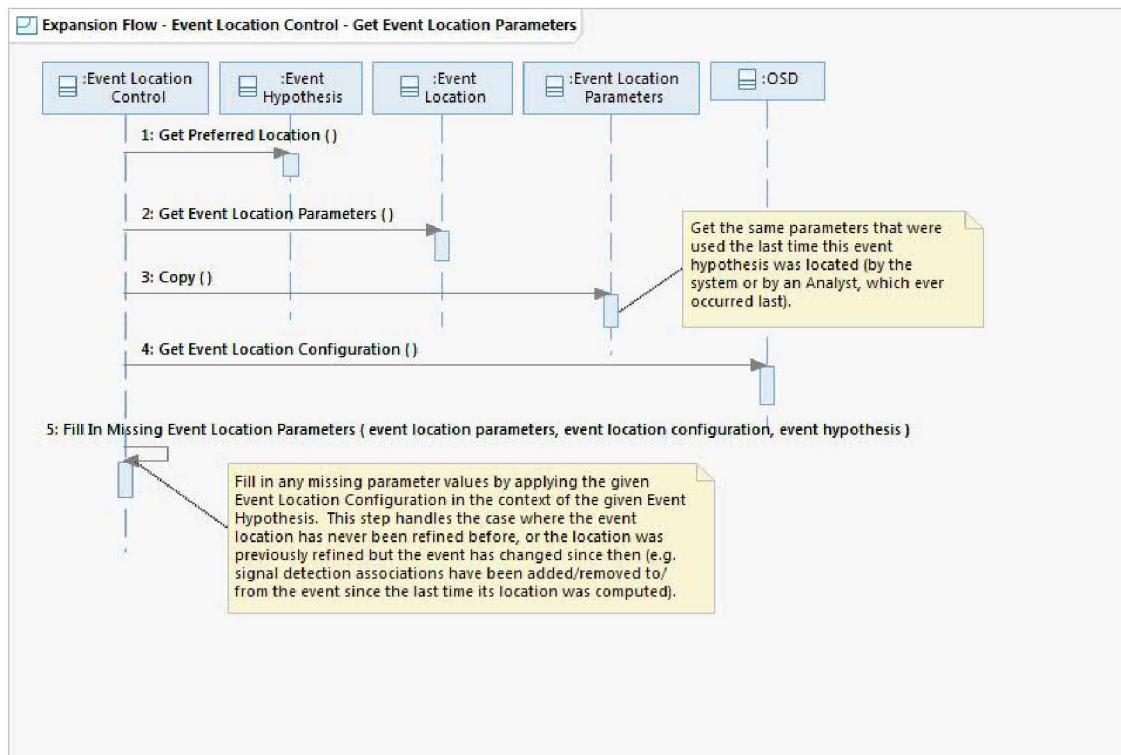 Expansion Flow - Event Location Control - Get Event Location Parameters
:Event Location
Control
:Event
Hypothesis
:Event
Location
:Event Location
Parameters
:OSD
1: Get Preferred Location ( )
2: Get Event Location Parameters ( )
Get the same parameters that were
used the last time this event
hypothesis was located (by the
system or by an Analyst, which ever
occurred last).
3: Copy ( )
4: Get Event Location Configuration ( )
5: Fill In Missing Event Location Parameters ( event location parameters, event location configuration, event hypothesis )
Fill in any missing parameter values by applying the given
Event Location Configuration in the context of the given Event
Hypothesis.  This step handles the case where the event
location has never been refined before, or the location was
previously refined but the event has changed since then (e.g.
signal detection associations have been added/removed to/
from the event since the last time its location was computed).